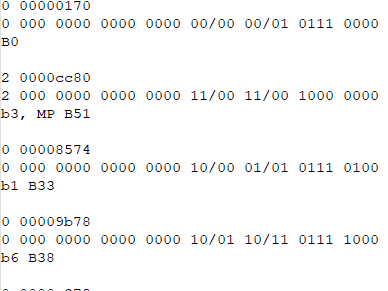 0 00000170
0 000 0000 0000 0000 00/00 00/01 0111 0000
B0
2 0000cc80
2 000 0000 0000 0000 11/00 11/00 1000 0000
b3, MP B51
0 00008574
0 000 0000 0000 0000 10/00 01/01 0111 0100
b1 B33
0 00009b78
0 000 0000 0000 0000 10/01 10/11 0111 1000
b6 B38